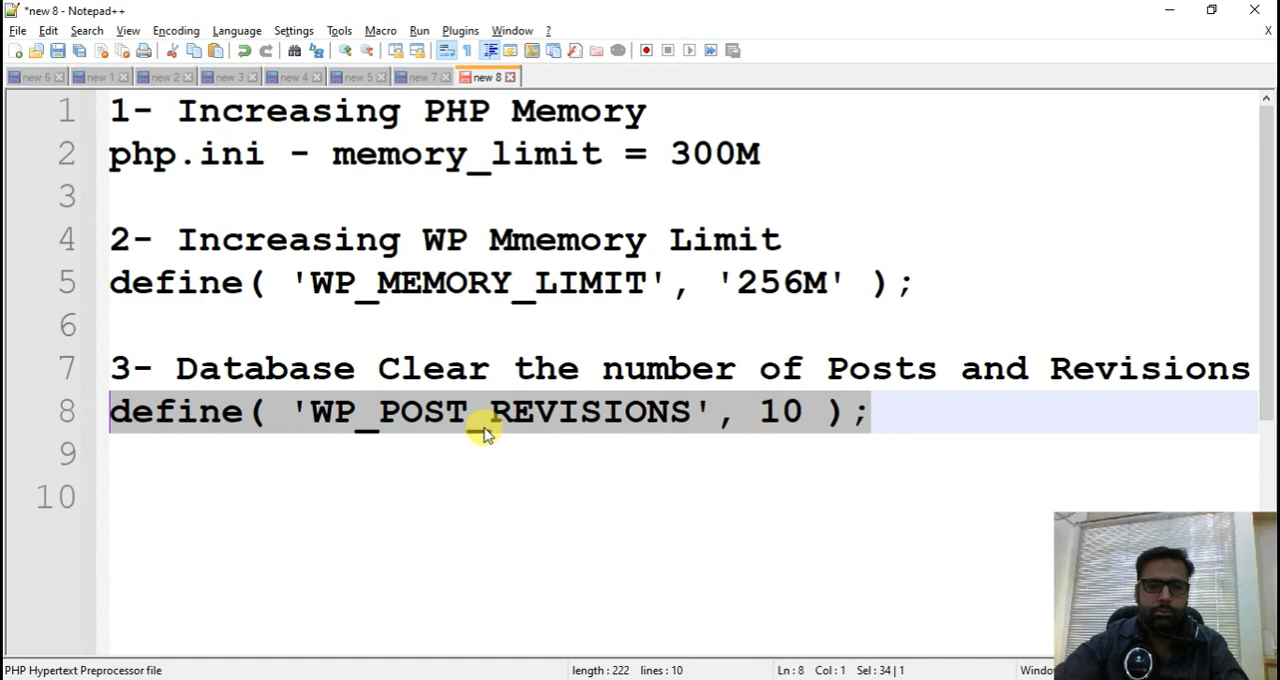 *new 8 - Notepad++
File Edit Search View Encoding Language Settings Tools Macro Run Plugins Window ? X
new 6 new 1 new 2 new 3 new 4 new 5 new 7 new 8
1 1- Increasing PHP Memory
2 php.ini - memory_limit = 300M
3
4 2- Increasing WP Mmemory Limit
5 define( 'WP_MEMORY_LIMIT', '256M' );
6
7 3- Database Clear the number of Posts and Revisions
8 define( 'WP_POST_REVISIONS', 10 );
9
10
PHP Hypertext Preprocessor file length : 222 lines : 10 Ln : 8 Col : 1 Sel : 34 | 1 Windo